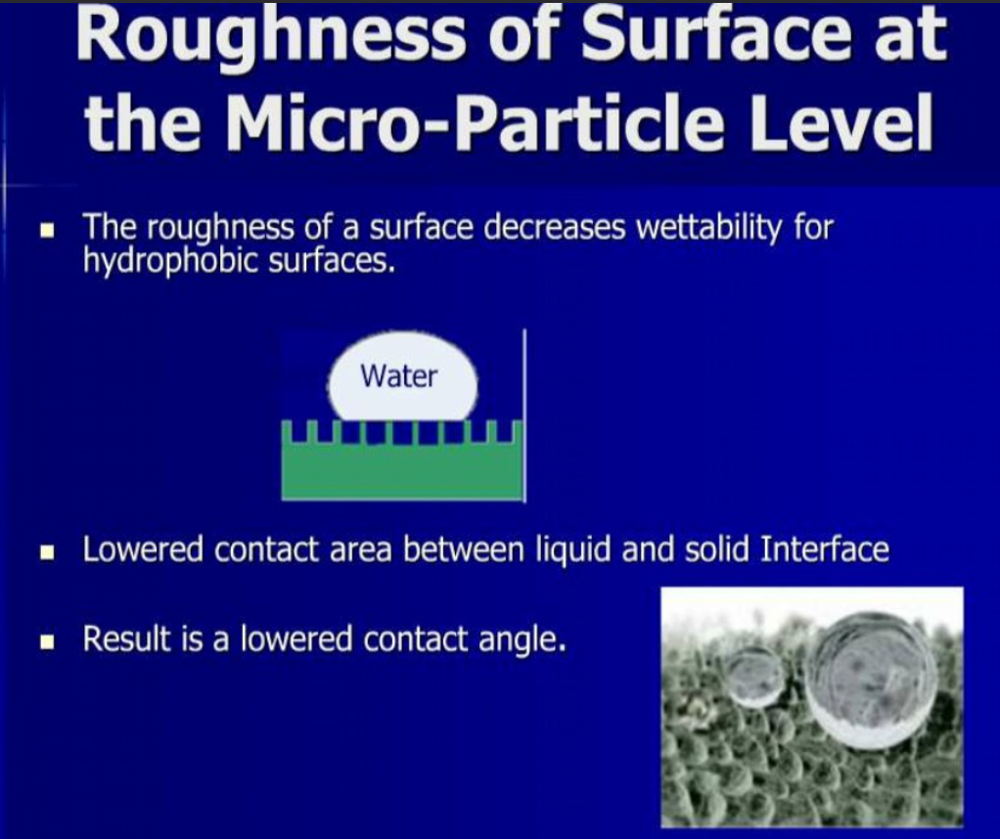 Roughness of Surface at
the Micro-Particle Level
The roughness of a surface decreases wettability for
hydrophobic surfaces.
Water
Lowered contact area between liquid and solid Interface
Result is a lowered contact angle.